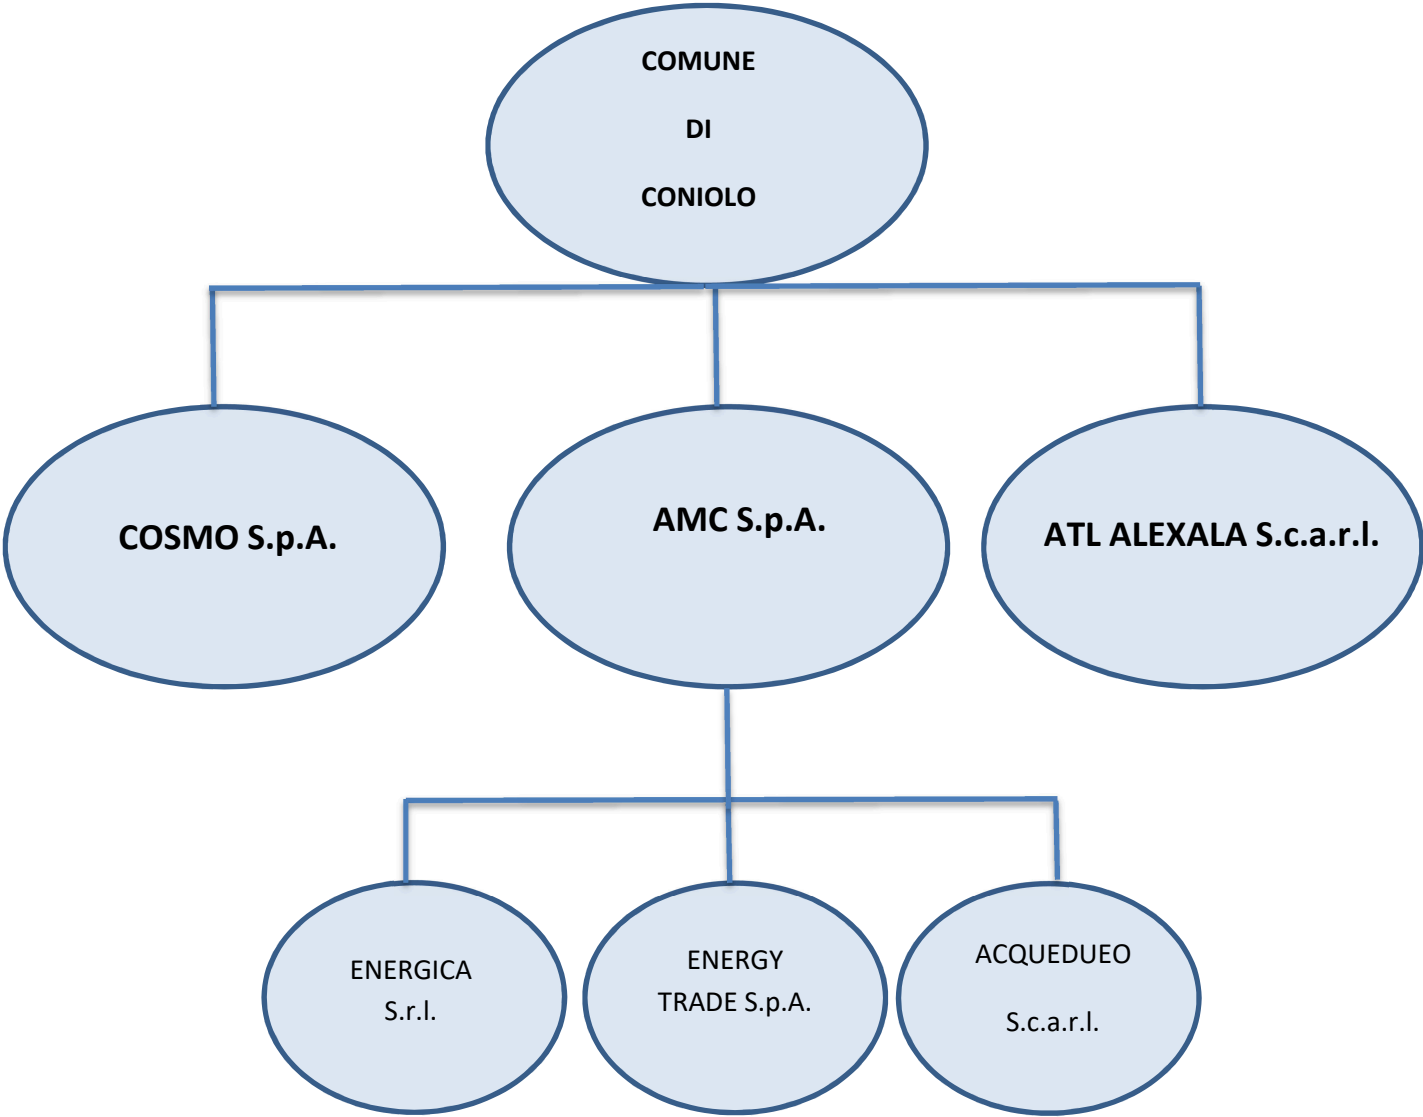 COMUNE
DI
CONIOLO
COSMO S.p.A.
AMC S.p.A.
ATL ALEXALA S.c.a.r.l.
ENERGICA
S.r.l.
ENERGY
TRADE S.p.A.
ACQUEDUEO
S.c.a.r.l.